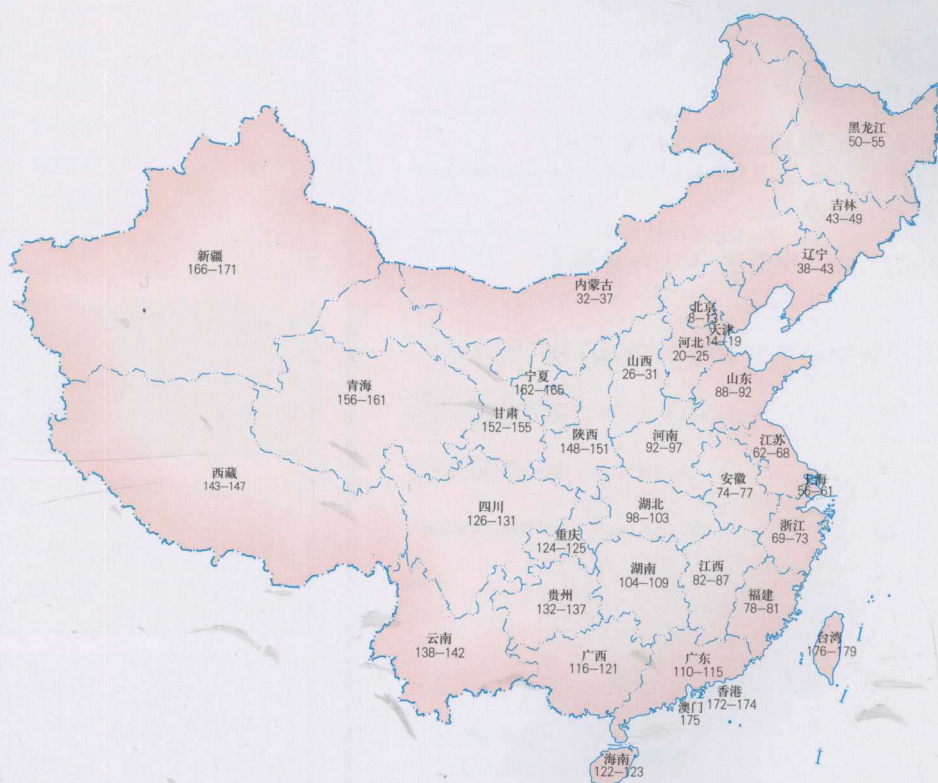 黑龙江
50—55
吉林
43—49
辽宁
38—43
新疆
166—171
内蒙古
32—37
北京
8—13
天津
14—19
河北
20—25
山西
26—31
宁夏
162—165
山东
88—92
青海
156—161
甘肃
152—155
陕西
148—151
河南
92—97
江苏
62—68
西藏
143—147
安徽
74—77
上海
56—61
四川
126—131
湖北
98—103
浙江
69—73
重庆
124—125
湖南
104—109
江西
82—87
贵州
132—137
福建
78—81
云南
138—142
台湾
176—179
广西
116—121
广东
110—115
香港
172—174
澳门
175
海南
122—123